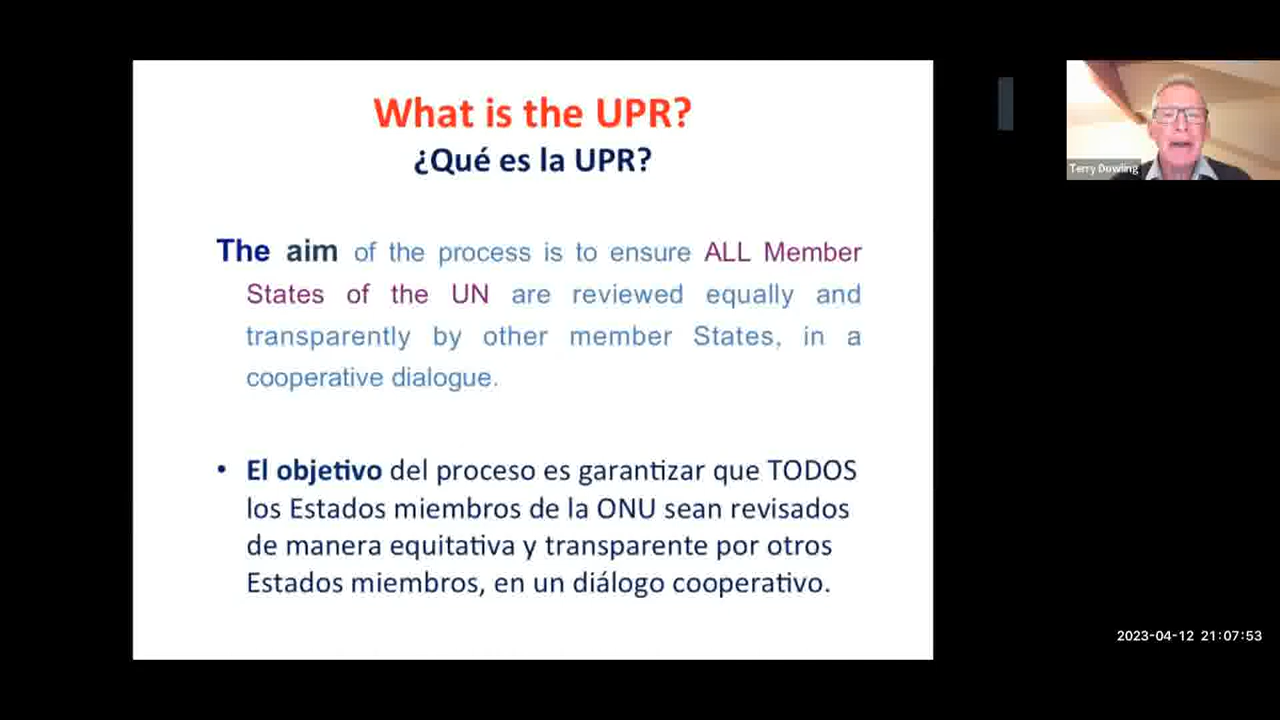 What is the UPR?
¿Qué es la UPR?
The aim of the process is to ensure ALL Member
States of the UN are reviewed equally and
transparently by other member States, in a
cooperative dialogue.
• El objetivo del proceso es garantizar que TODOS
los Estados miembros de la ONU sean revisados
de manera equitativa y transparente por otros
Estados miembros, en un diálogo cooperativo.
Terry Dowling
2023-04-12 21:07:53